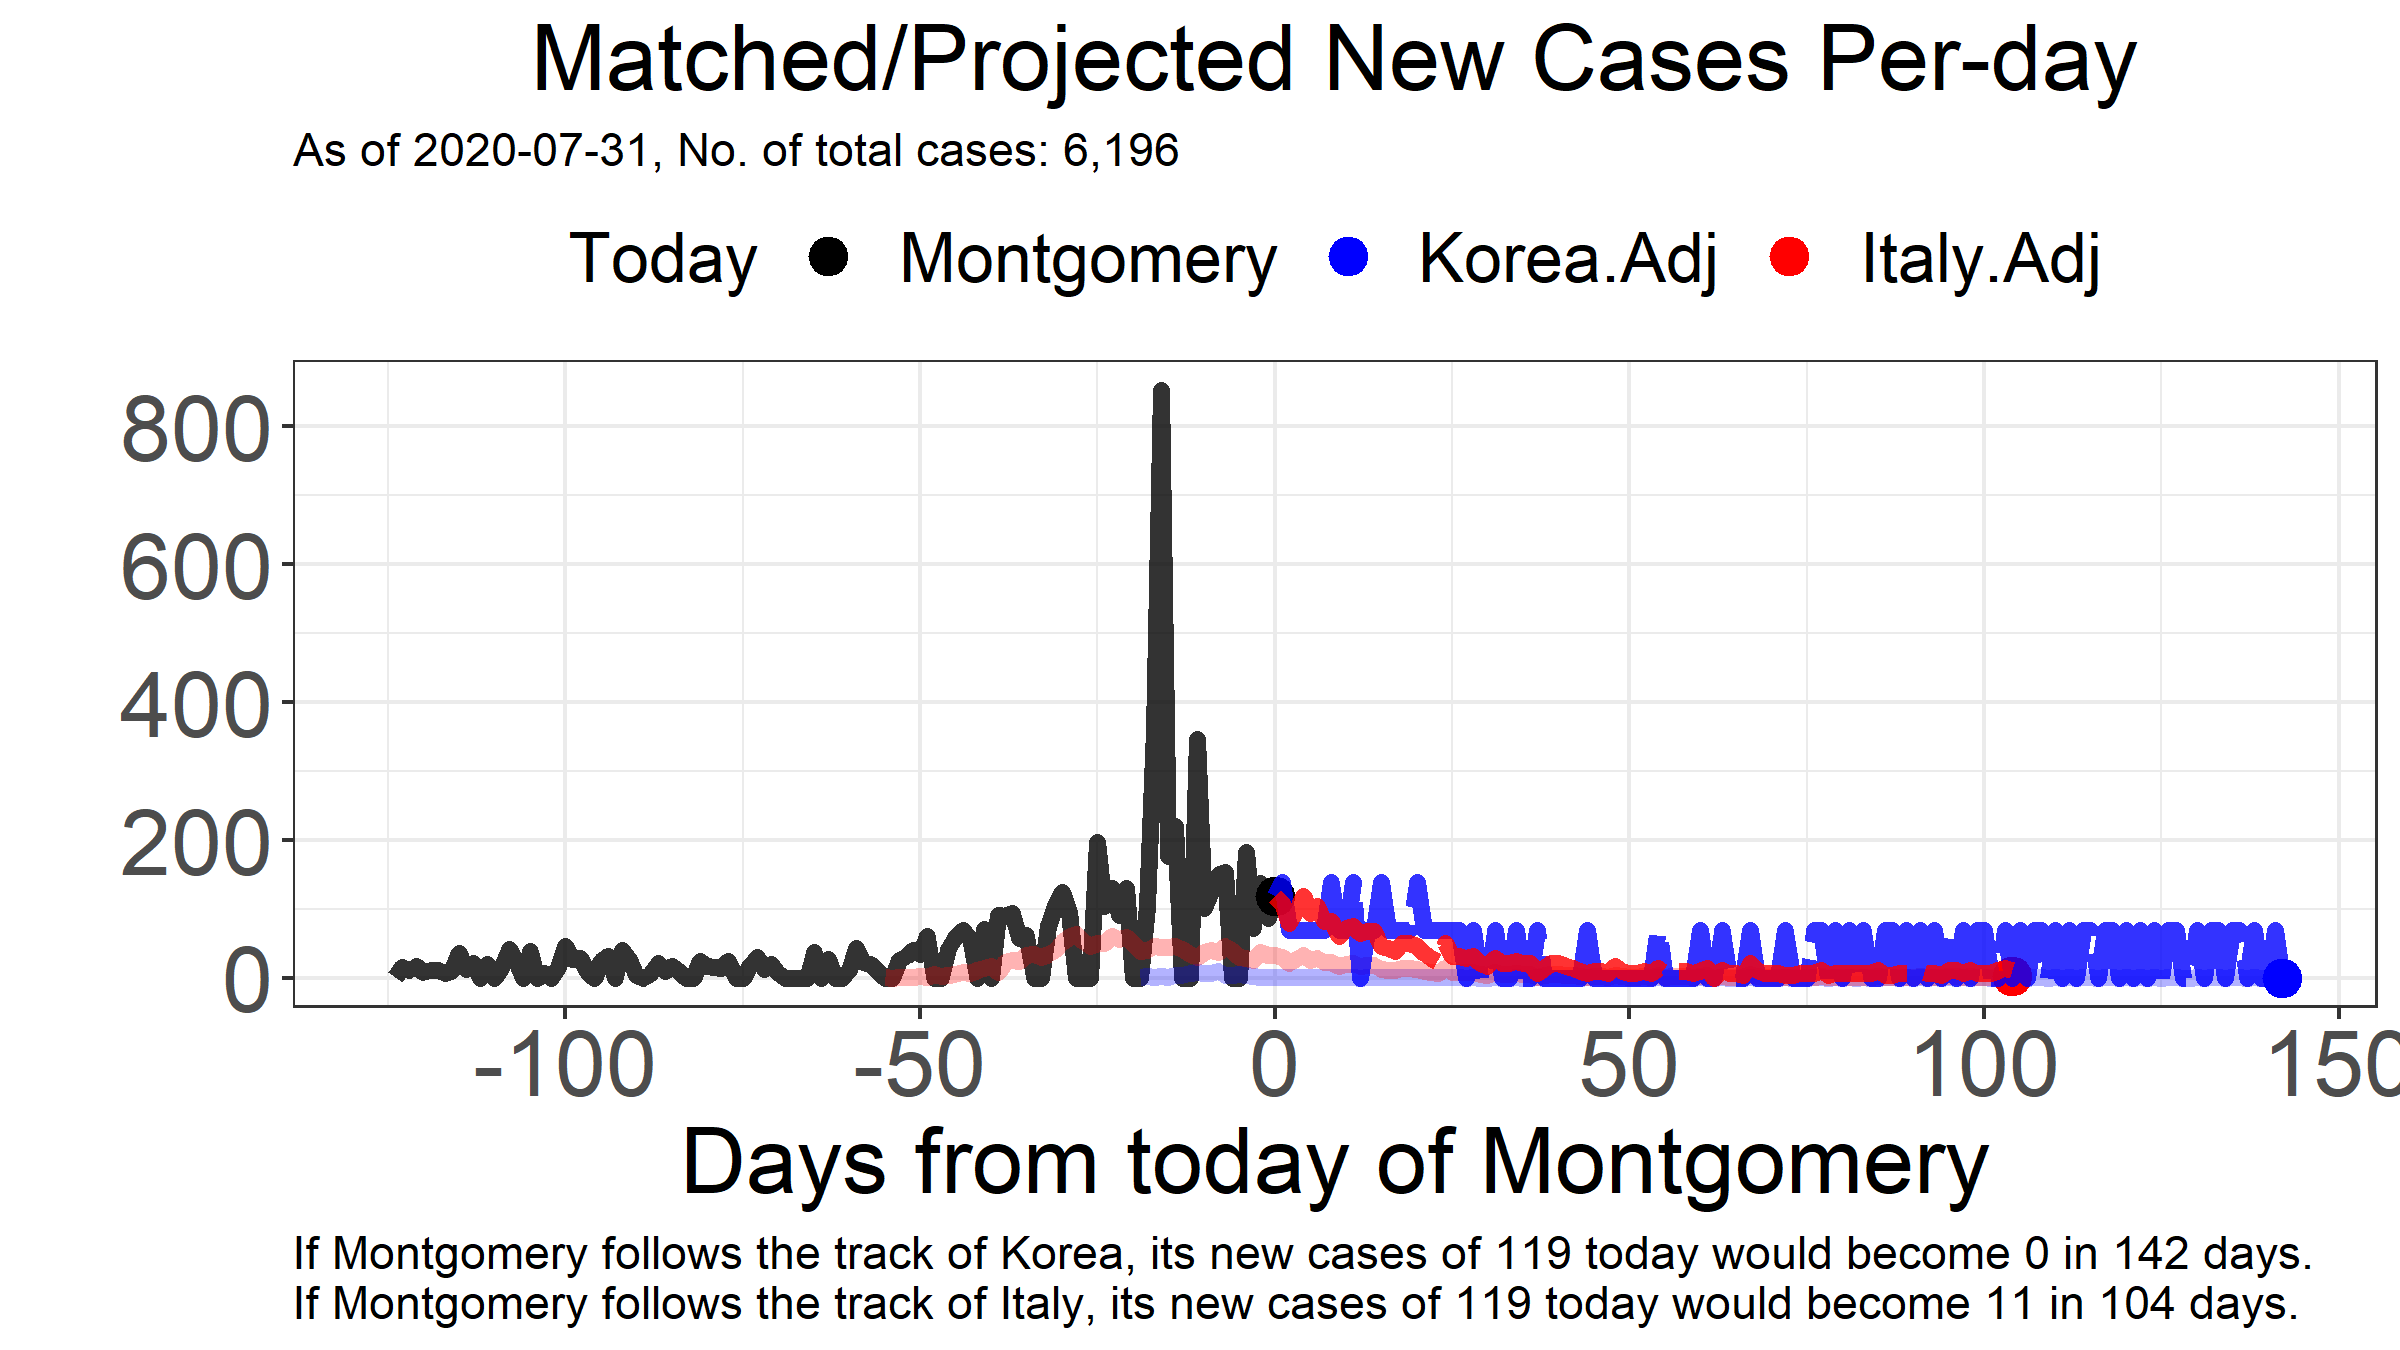 Matched/Projected New Cases Per-day
As of 2020-07-31, No. of total cases: 6,196
Today Montgomery Korea.Adj Italy.Adj
800
600
400
200
0
-100 -50 0 50 100 150
Days from today of Montgomery
If Montgomery follows the track of Korea, its new cases of 119 today would become 0 in 142 days.
If Montgomery follows the track of Italy, its new cases of 119 today would become 11 in 104 days.